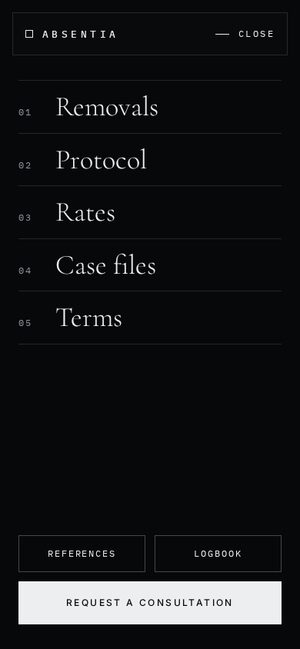 ABSENTIA
CLOSE
01 Removals
02 Protocol
03 Rates
04 Case files
05 Terms
REFERENCES
LOGBOOK
REQUEST A CONSULTATION